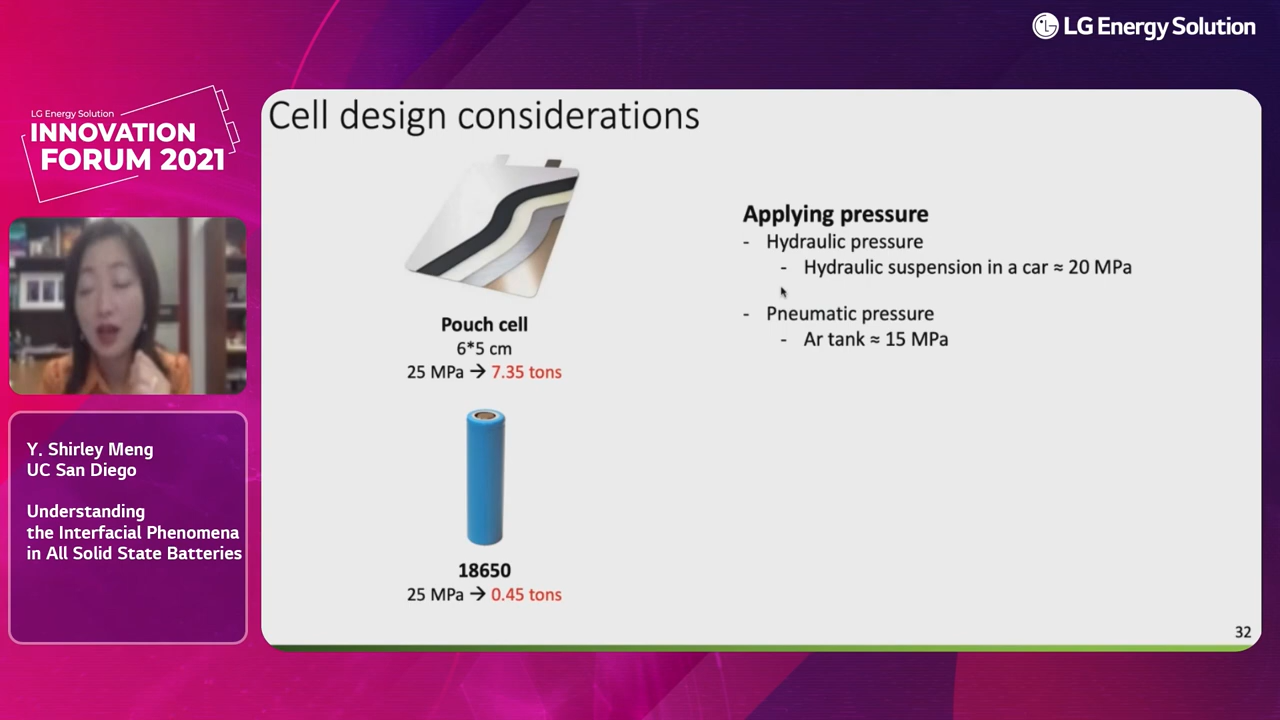 LG Energy Solution
LG Energy Solution
INNOVATION
FORUM 2021
Cell design considerations
Pouch cell
6*5 cm
25 MPa → 7.35 tons
18650
25 MPa → 0.45 tons
Applying pressure
- Hydraulic pressure
- Hydraulic suspension in a car ≈ 20 MPa
- Pneumatic pressure
- Ar tank ≈ 15 MPa
32
Y. Shirley Meng
UC San Diego
Understanding
the Interfacial Phenomena
in All Solid State Batteries